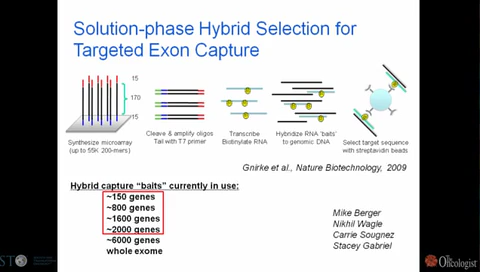 Solution-phase Hybrid Selection for
Targeted Exon Capture
15
170
15
Synthesize microarray
(up to 55K 200-mers)
Cleave & amplify oligos
Tail with T7 primer
Transcribe
Biotinylate RNA
Hybridize RNA 'baits'
to genomic DNA
Select target sequence
with streptavidin beads
Gnirke et al., Nature Biotechnology, 2009
Hybrid capture "baits" currently in use:
~150 genes
~800 genes
~1600 genes
~2000 genes
~6000 genes
whole exome
Mike Berger
Nikhil Wagle
Carrie Sougnez
Stacey Gabriel
STO
The Oncologist